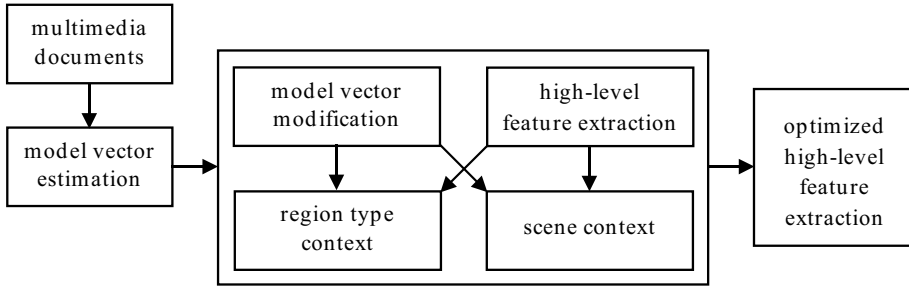 multimedia
documents
model vector
estimation
model vector
modification
high-level
feature extraction
region type
context
scene context
optimized
high-level
feature
extraction